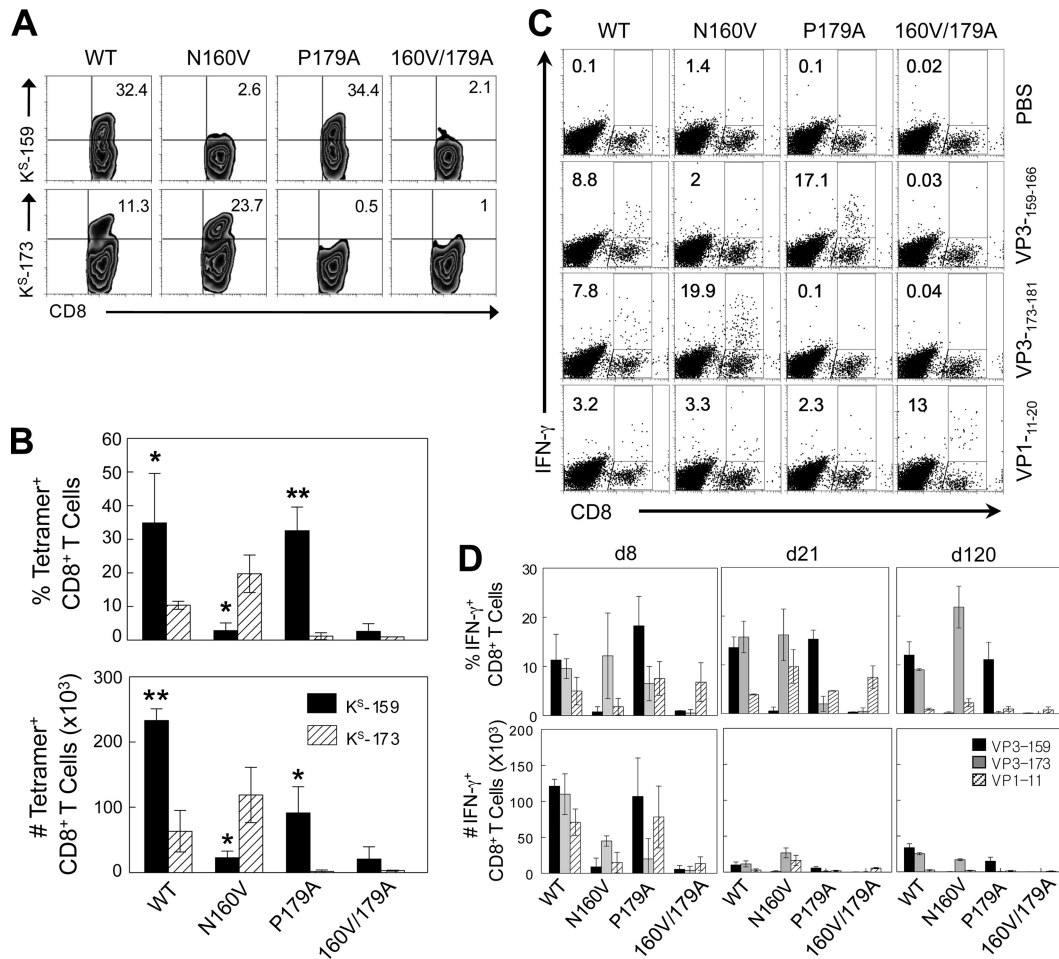 A
WT N160V P179A 160V/179A
Kˢ-159
32.4 2.6 34.4 2.1
Kˢ-173
11.3 23.7 0.5 1
CD8
B
% Tetramer⁺
CD8⁺ T Cells
60
50
40
30
20
10
0
* * **
# Tetramer⁺
CD8⁺ T Cells (x10³)
300
200
100
0
** * *
Kˢ-159
Kˢ-173
WT N160V P179A 160V/179A
C
WT N160V P179A 160V/179A
IFN-γ
0.1 1.4 0.1 0.02
PBS
8.8 2 17.1 0.03
VP3-159-166
7.8 19.9 0.1 0.04
VP3-173-181
3.2 3.3 2.3 13
VP1-11-20
CD8
D
d8 d21 d120
% IFN-γ⁺
CD8⁺ T Cells
30
20
10
0
# IFN-γ⁺
CD8⁺ T Cells (X10³)
200
150
100
50
0
VP3-159
VP3-173
VP1-11
WT N160V P179A 160V/179A WT N160V P179A 160V/179A WT N160V P179A 160V/179A